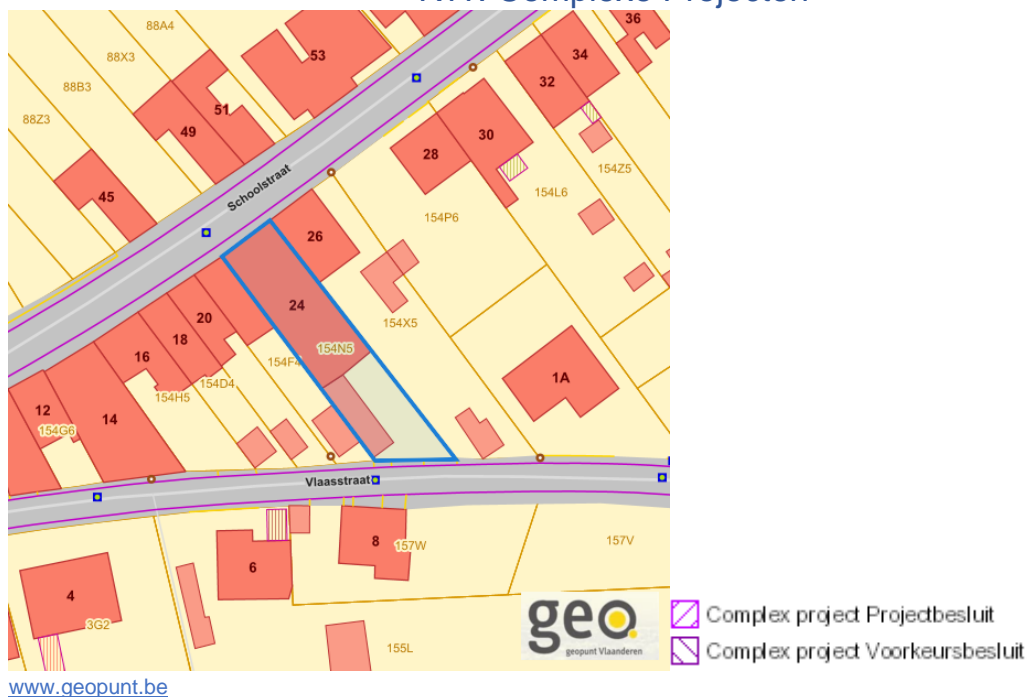 Complexe Projecten
88A4
36
53
34
88X3
32
88B3
51
30
88Z3
49
28
154Z5
Schoolstraat
154L6
45
154P6
26
24
20
154X5
18
154N5
16
154F4
1A
154D4
154H5
12
14
154G6
Vlaasstraat
8
157W
157V
6
4
3G2
155L
geo.
geopunt Vlaanderen
Complex project Projectbesluit
Complex project Voorkeursbesluit
www.geopunt.be